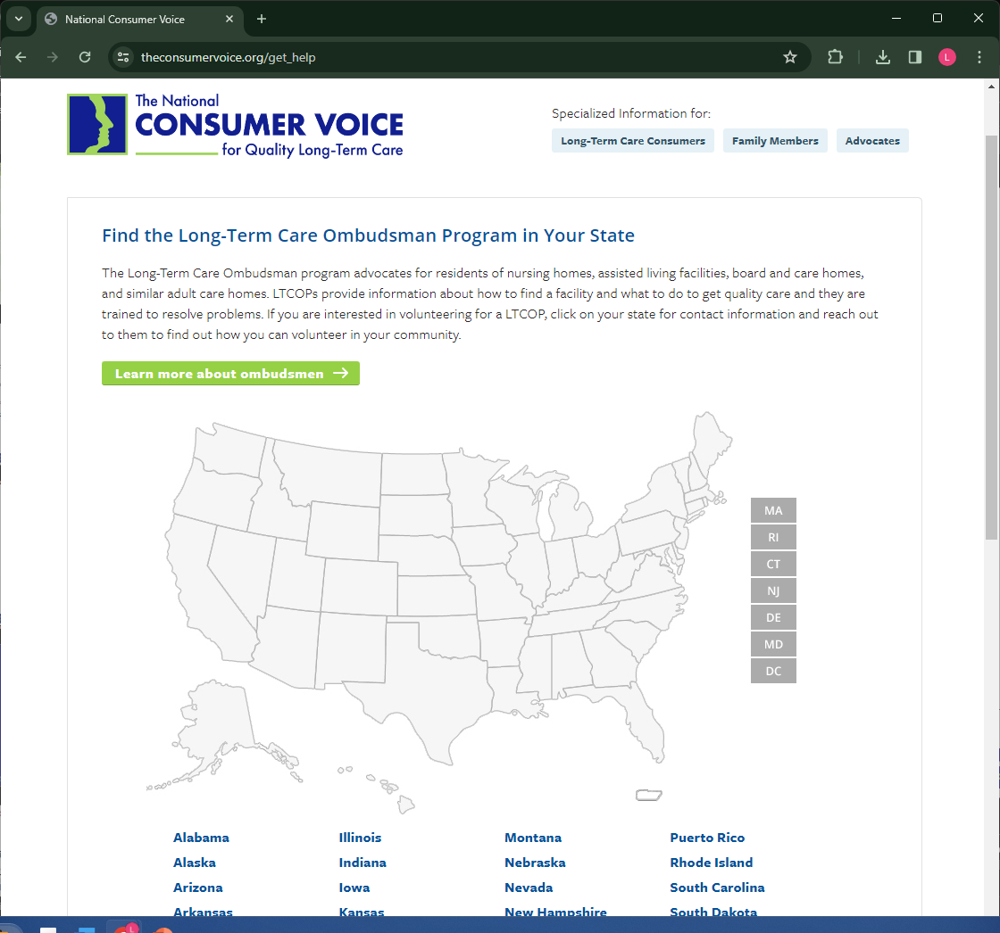 National Consumer Voice
theconsumervoice.org/get_help
L
The National
CONSUMER VOICE
for Quality Long-Term Care
Specialized Information for:
Long-Term Care Consumers
Family Members
Advocates
Find the Long-Term Care Ombudsman Program in Your State
The Long-Term Care Ombudsman program advocates for residents of nursing homes, assisted living facilities, board and care homes,
and similar adult care homes. LTCOPs provide information about how to find a facility and what to do to get quality care and they are
trained to resolve problems. If you are interested in volunteering for a LTCOP, click on your state for contact information and reach out
to them to find out how you can volunteer in your community.
Learn more about ombudsmen
MA
RI
CT
NJ
DE
MD
DC
Alabama
Illinois
Montana
Puerto Rico
Alaska
Indiana
Nebraska
Rhode Island
Arizona
Iowa
Nevada
South Carolina
Arkansas
Kansas
New Hampshire
South Dakota
L